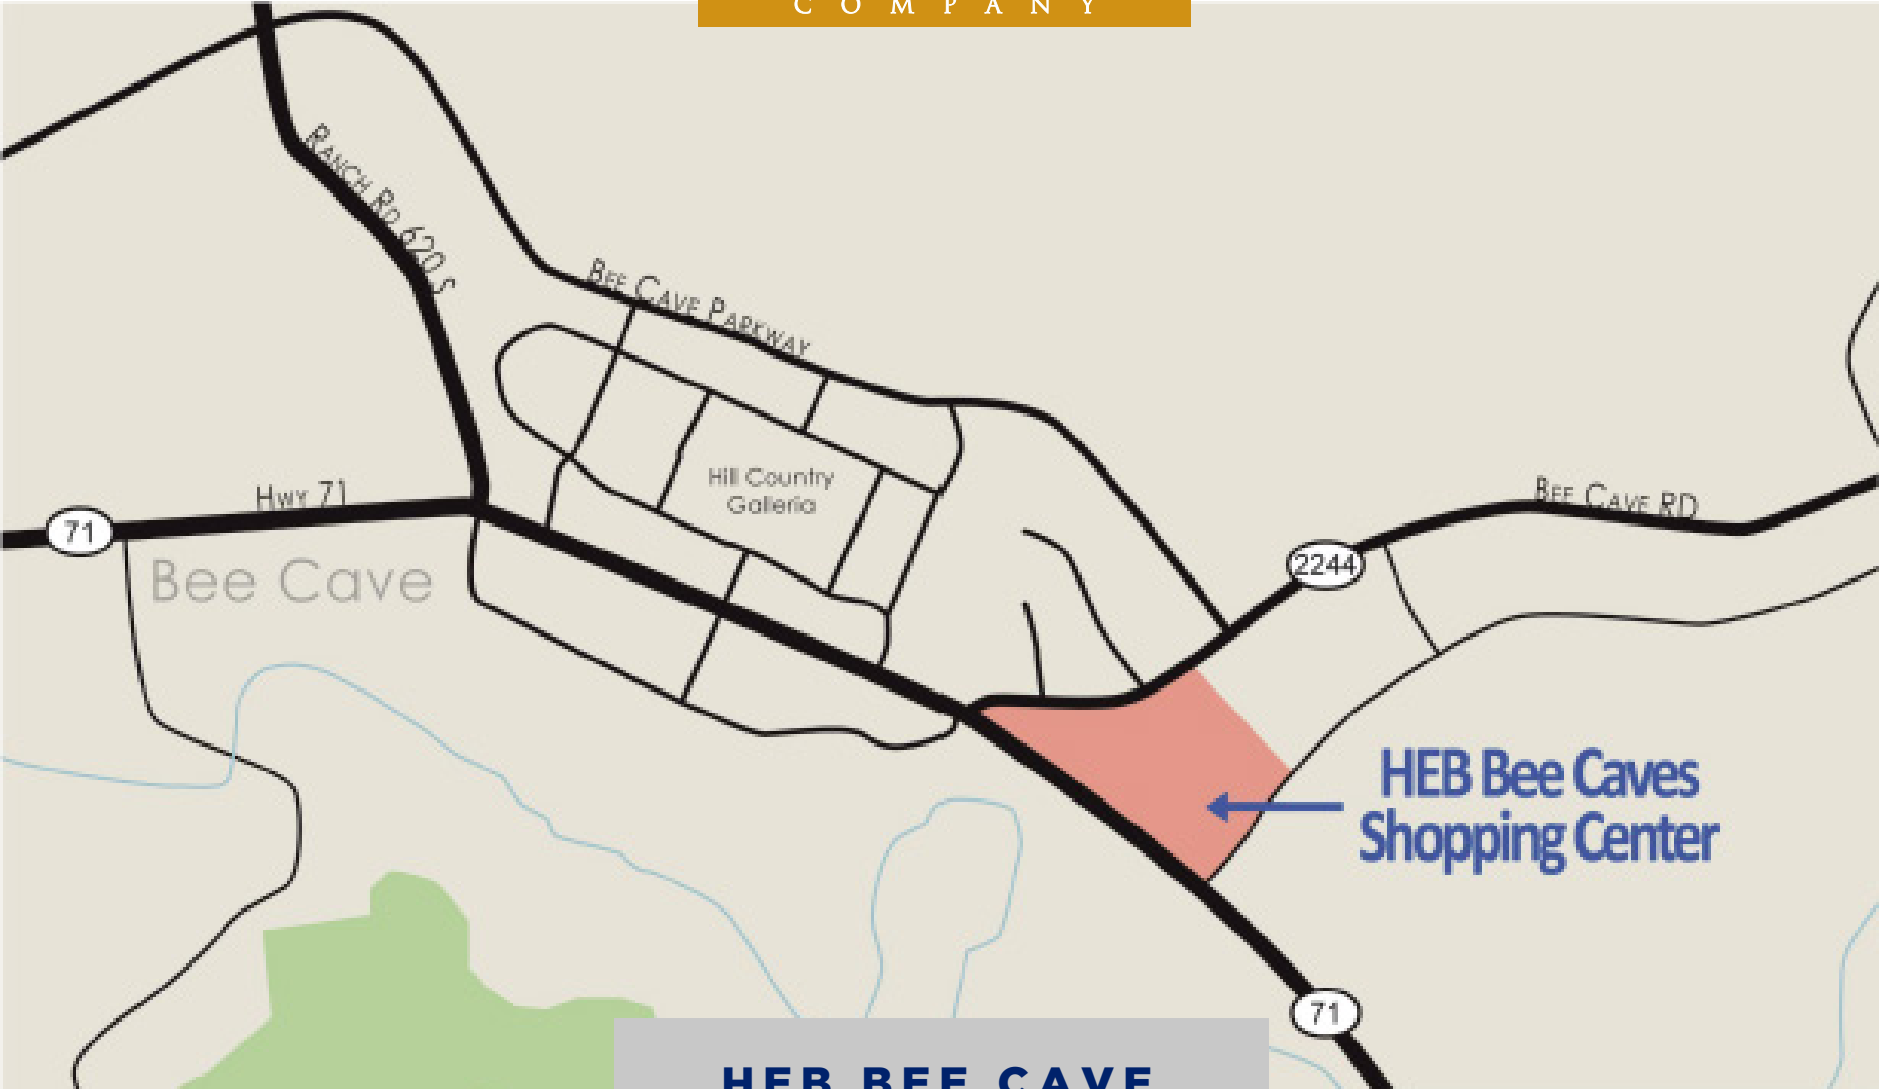 COMPANY
RANCH RD 620 S
BEE CAVE PARKWAY
Hill Country
Galleria
HWY 71
71
Bee Cave
BEE CAVE RD
2244
HEB Bee Caves
Shopping Center
71
HEB BEE CAVE